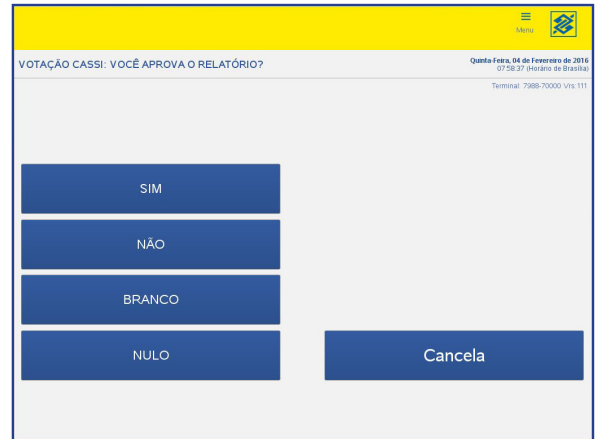 Menu
VOTAÇÃO CASSI: VOCÊ APROVA O RELATÓRIO?
Quinta-Feira, 04 de Fevereiro de 2016
07:58:37 (Horário de Brasília)
Terminal: 7988-70000 Vrs:111
SIM
NÃO
BRANCO
NULO
Cancela